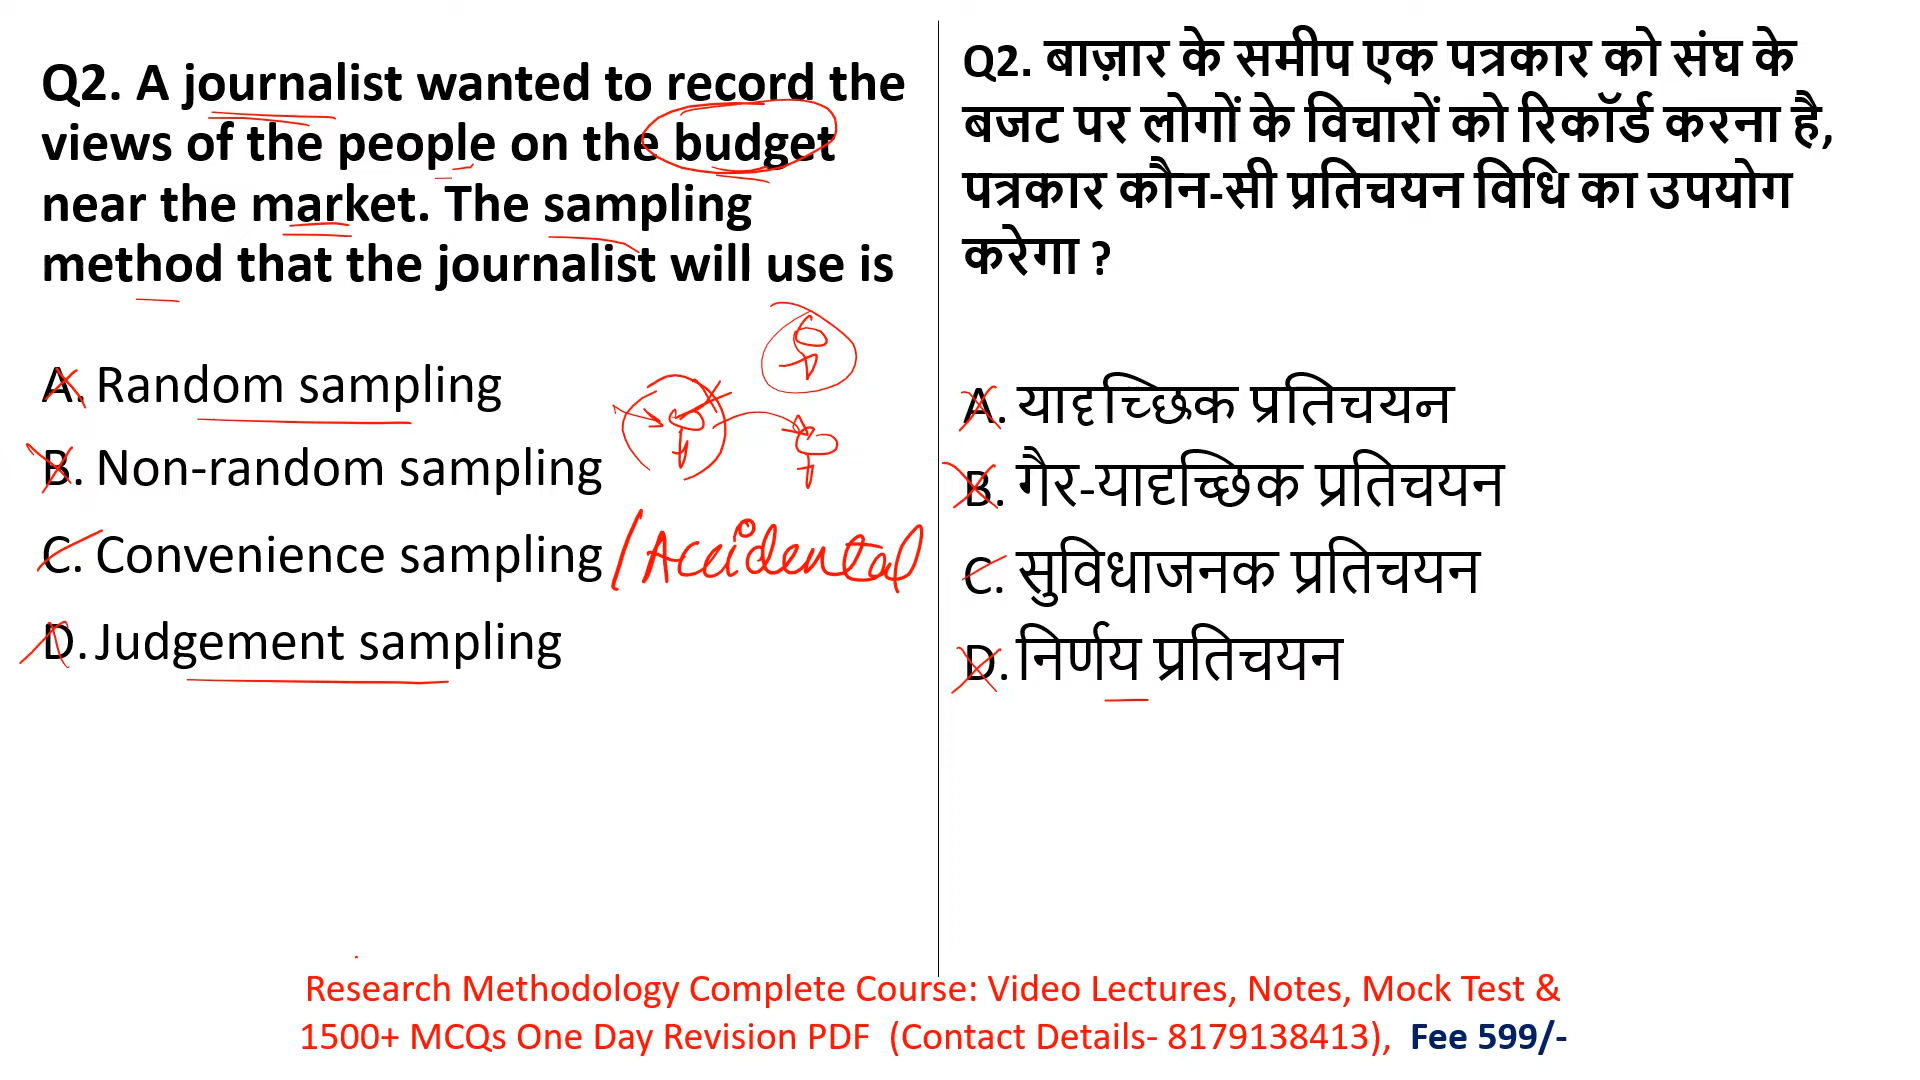 Q2. A journalist wanted to record the
views of the people on the budget
near the market. The sampling
method that the journalist will use is
A. Random sampling
B. Non-random sampling
C. Convenience sampling /Accidental
D. Judgement sampling
Q2. बाज़ार के समीप एक पत्रकार को संघ के
बजट पर लोगों के विचारों को रिकॉर्ड करना है,
पत्रकार कौन-सी प्रतिचयन विधि का उपयोग
करेगा ?
A. यादृच्छिक प्रतिचयन
B. गैर-यादृच्छिक प्रतिचयन
C. सुविधाजनक प्रतिचयन
D. निर्णय प्रतिचयन
Research Methodology Complete Course: Video Lectures, Notes, Mock Test &
1500+ MCQs One Day Revision PDF (Contact Details- 8179138413), Fee 599/-